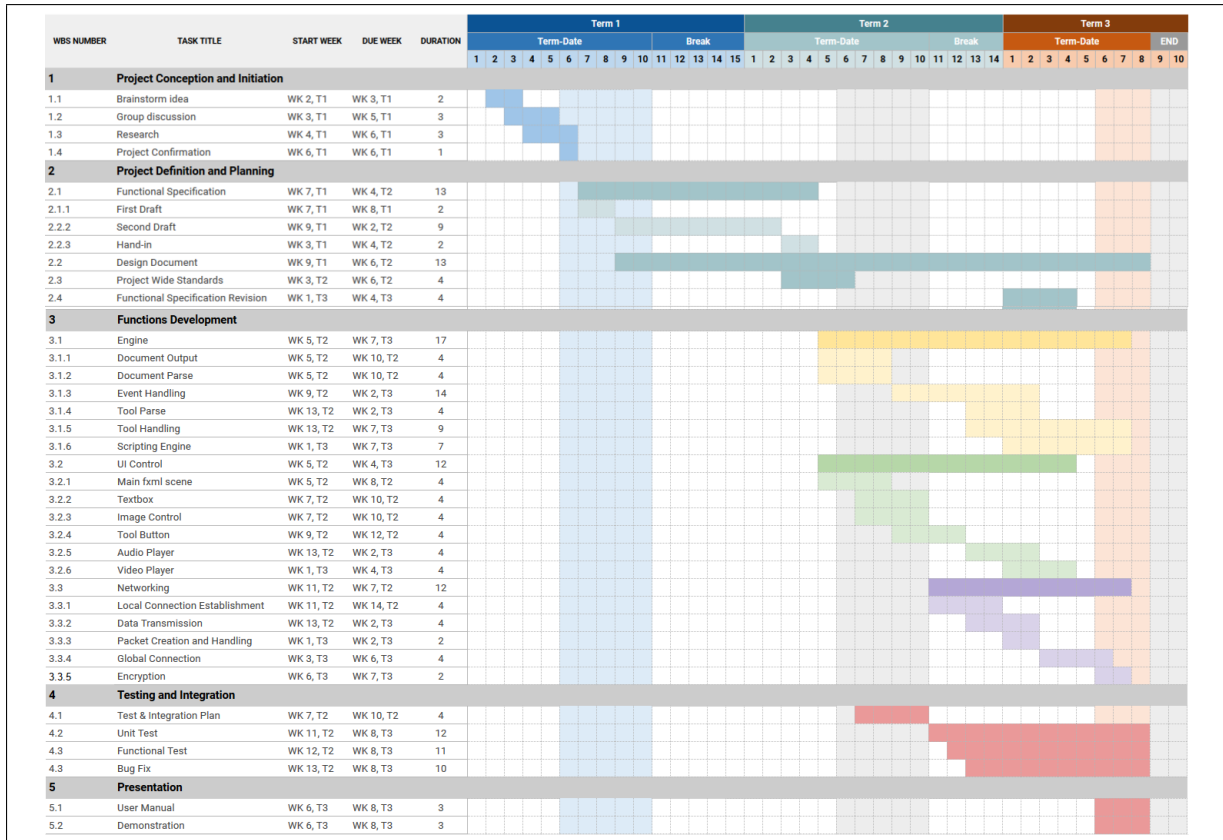 Term 1 Term 2 Term 3
WBS NUMBER TASK TITLE START WEEK DUE WEEK DURATION Term-Date Break Term-Date Break Term-Date END
1 2 3 4 5 6 7 8 9 10 11 12 13 14 15 1 2 3 4 5 6 7 8 9 10 11 12 13 14 1 2 3 4 5 6 7 8 9 10
1 Project Conception and Initiation
1.1 Brainstorm idea WK 2, T1 WK 3, T1 2
1.2 Group discussion WK 3, T1 WK 5, T1 3
1.3 Research WK 4, T1 WK 6, T1 3
1.4 Project Confirmation WK 6, T1 WK 6, T1 1
2 Project Definition and Planning
2.1 Functional Specification WK 7, T1 WK 4, T2 13
2.1.1 First Draft WK 7, T1 WK 8, T1 2
2.2.2 Second Draft WK 9, T1 WK 2, T2 9
2.2.3 Hand-in WK 3, T1 WK 4, T2 2
2.2 Design Document WK 9, T1 WK 6, T2 13
2.3 Project Wide Standards WK 3, T2 WK 6, T2 4
2.4 Functional Specification Revision WK 1, T3 WK 4, T3 4
3 Functions Development
3.1 Engine WK 5, T2 WK 7, T3 17
3.1.1 Document Output WK 5, T2 WK 10, T2 4
3.1.2 Document Parse WK 5, T2 WK 10, T2 4
3.1.3 Event Handling WK 9, T2 WK 2, T3 14
3.1.4 Tool Parse WK 13, T2 WK 2, T3 4
3.1.5 Tool Handling WK 13, T2 WK 7, T3 9
3.1.6 Scripting Engine WK 1, T3 WK 7, T3 7
3.2 UI Control WK 5, T2 WK 4, T3 12
3.2.1 Main fxml scene WK 5, T2 WK 8, T2 4
3.2.2 Textbox WK 7, T2 WK 10, T2 4
3.2.3 Image Control WK 7, T2 WK 10, T2 4
3.2.4 Tool Button WK 9, T2 WK 12, T2 4
3.2.5 Audio Player WK 13, T2 WK 2, T3 4
3.2.6 Video Player WK 1, T3 WK 4, T3 4
3.3 Networking WK 11, T2 WK 7, T2 12
3.3.1 Local Connection Establishment WK 11, T2 WK 14, T2 4
3.3.2 Data Transmission WK 13, T2 WK 2, T3 4
3.3.3 Packet Creation and Handling WK 1, T3 WK 2, T3 2
3.3.4 Global Connection WK 3, T3 WK 6, T3 4
3.3.5 Encryption WK 6, T3 WK 7, T3 2
4 Testing and Integration
4.1 Test & Integration Plan WK 7, T2 WK 10, T2 4
4.2 Unit Test WK 11, T2 WK 8, T3 12
4.3 Functional Test WK 12, T2 WK 8, T3 11
4.3 Bug Fix WK 13, T2 WK 8, T3 10
5 Presentation
5.1 User Manual WK 6, T3 WK 8, T3 3
5.2 Demonstration WK 6, T3 WK 8, T3 3